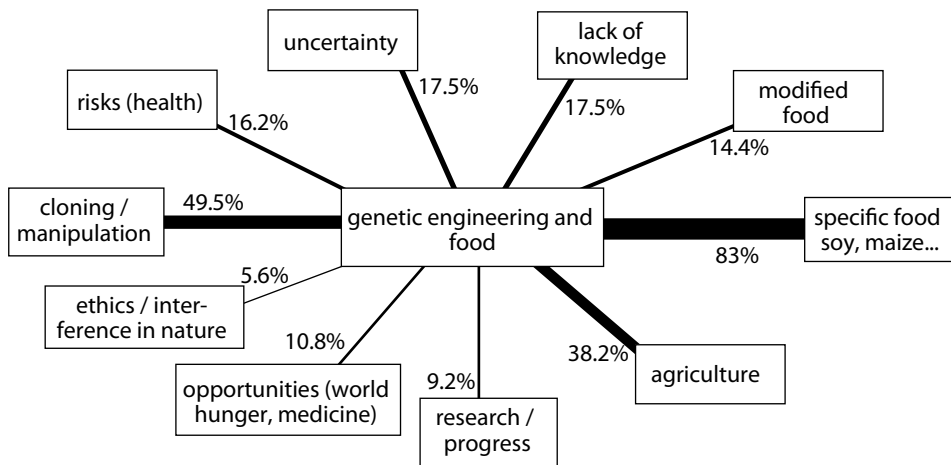 uncertainty
17.5%
lack of
knowledge
17.5%
risks (health)
16.2%
modified
food
14.4%
cloning /
manipulation
49.5%
genetic engineering and
food
specific food
soy, maize...
83%
ethics / inter-
ference in nature
5.6%
opportunities (world
hunger, medicine)
10.8%
research /
progress
9.2%
agriculture
38.2%